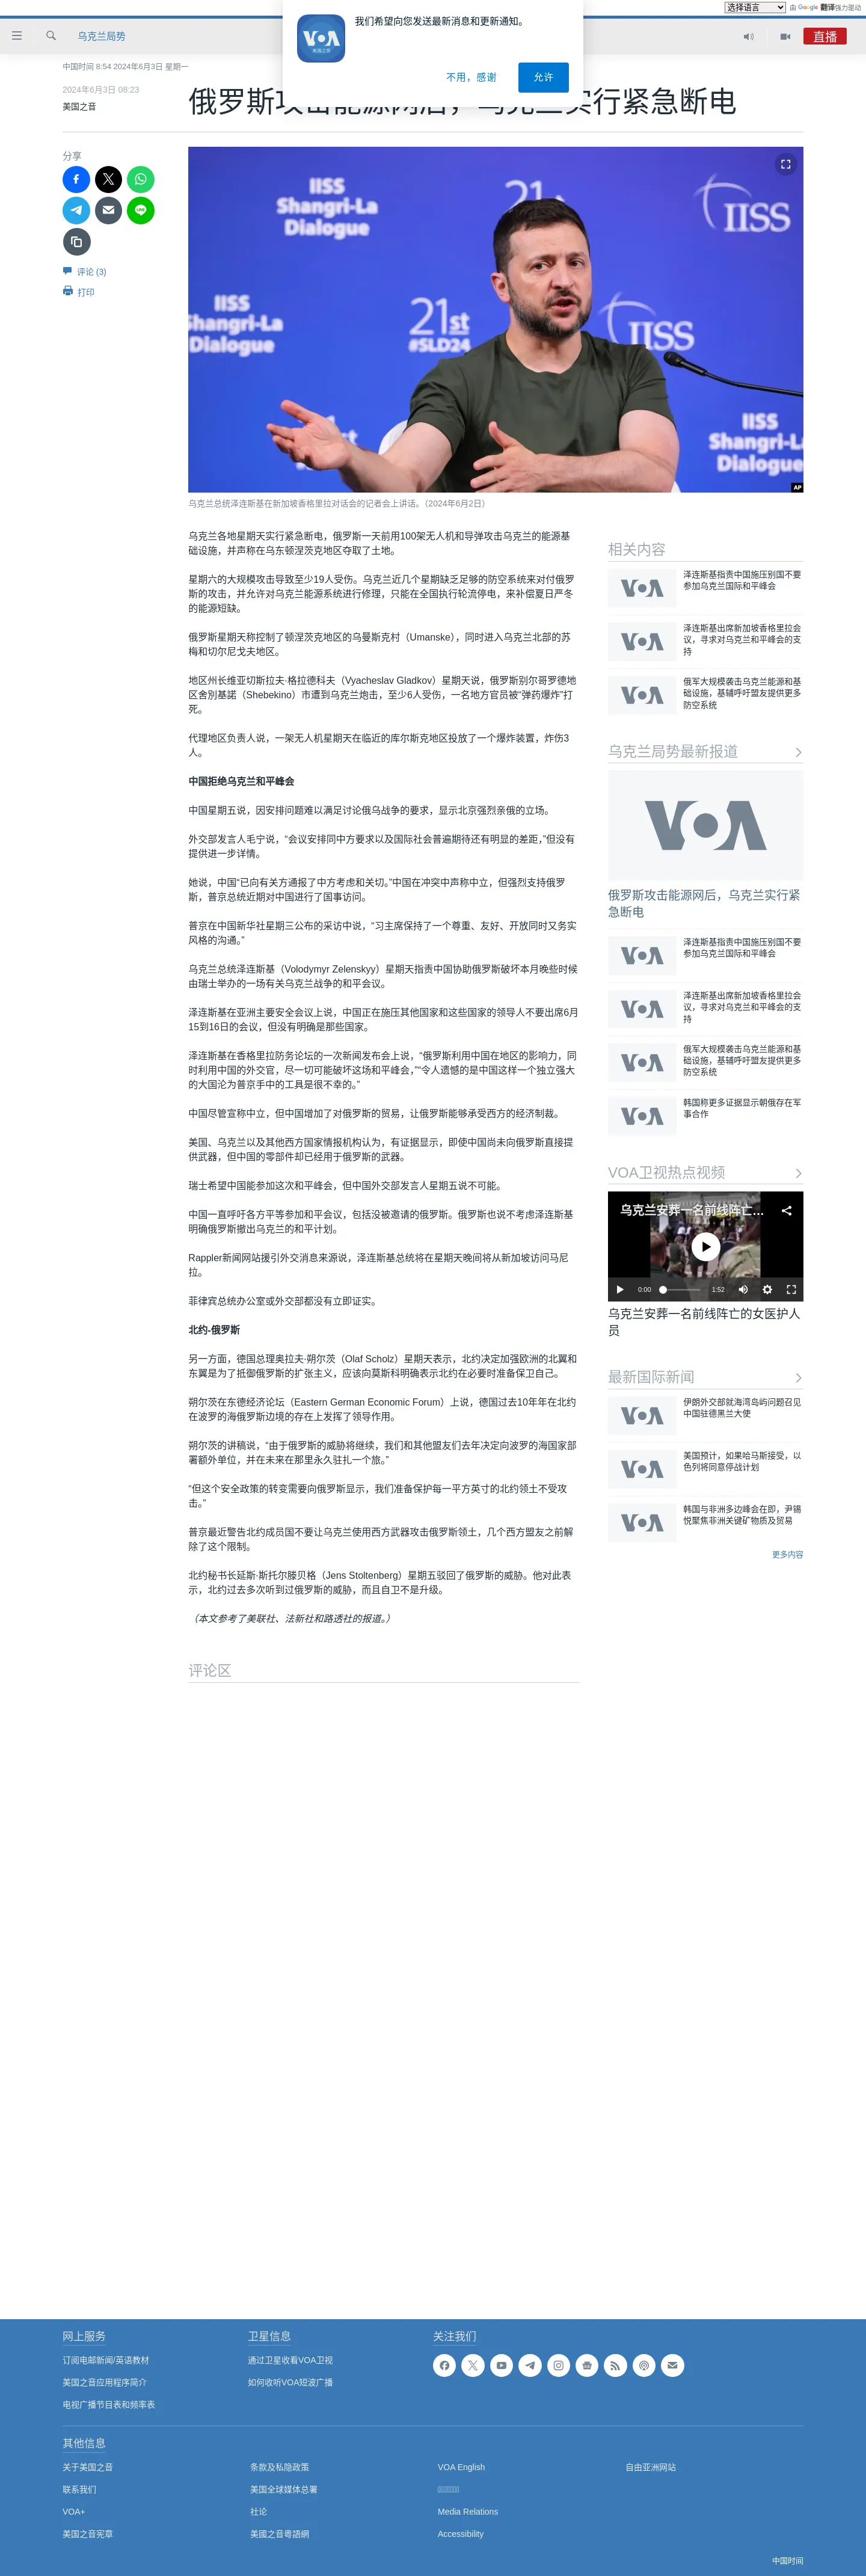 选择语言
由 Google 翻译强力驱动
我们希望向您发送最新消息和更新通知。
不用，感谢
允许
乌克兰局势
直播
中国时间 8:54 2024年6月3日 星期一
2024年6月3日 08:23
美国之音
俄罗斯攻击能源网后，乌克兰实行紧急断电
分享
评论 (3)
打印
IISS
Shangri-La
Dialogue
21st
#SLD24
AP
乌克兰总统泽连斯基在新加坡香格里拉对话会的记者会上讲话。（2024年6月2日）
乌克兰各地星期天实行紧急断电，俄罗斯一天前用100架无人机和导弹攻击乌克兰的能源基
础设施，并声称在乌东顿涅茨克地区夺取了土地。
星期六的大规模攻击导致至少19人受伤。乌克兰近几个星期缺乏足够的防空系统来对付俄罗
斯的攻击，并允许对乌克兰能源系统进行修理，只能在全国执行轮流停电，来补偿夏日严冬
的能源短缺。
俄罗斯星期天称控制了顿涅茨克地区的乌曼斯克村（Umanske），同时进入乌克兰北部的苏
梅和切尔尼戈夫地区。
地区州长维亚切斯拉夫·格拉德科夫（Vyacheslav Gladkov）星期天说，俄罗斯别尔哥罗德地
区舍別基諾（Shebekino）市遭到乌克兰炮击，至少6人受伤，一名地方官员被“弹药爆炸”打
死。
代理地区负责人说，一架无人机星期天在临近的库尔斯克地区投放了一个爆炸装置，炸伤3
人。
中国拒绝乌克兰和平峰会
中国星期五说，因安排问题难以满足讨论俄乌战争的要求，显示北京强烈亲俄的立场。
外交部发言人毛宁说，“会议安排同中方要求以及国际社会普遍期待还有明显的差距，”但没有
提供进一步详情。
她说，中国“已向有关方通报了中方考虑和关切。”中国在冲突中声称中立，但强烈支持俄罗
斯，普京总统近期对中国进行了国事访问。
普京在中国新华社星期三公布的采访中说，“习主席保持了一个尊重、友好、开放同时又务实
风格的沟通。”
乌克兰总统泽连斯基（Volodymyr Zelenskyy）星期天指责中国协助俄罗斯破坏本月晚些时候
由瑞士举办的一场有关乌克兰战争的和平会议。
泽连斯基在亚洲主要安全会议上说，中国正在施压其他国家和这些国家的领导人不要出席6月
15到16日的会议，但没有明确是那些国家。
泽连斯基在香格里拉防务论坛的一次新闻发布会上说，“俄罗斯利用中国在地区的影响力，同
时利用中国的外交官，尽一切可能破坏这场和平峰会，”“令人遗憾的是中国这样一个独立强大
的大国沦为普京手中的工具是很不幸的。”
中国尽管宣称中立，但中国增加了对俄罗斯的贸易，让俄罗斯能够承受西方的经济制裁。
美国、乌克兰以及其他西方国家情报机构认为，有证据显示，即使中国尚未向俄罗斯直接提
供武器，但中国的零部件却已经用于俄罗斯的武器。
瑞士希望中国能参加这次和平峰会，但中国外交部发言人星期五说不可能。
中国一直呼吁各方平等参加和平会议，包括没被邀请的俄罗斯。俄罗斯也说不考虑泽连斯基
明确俄罗斯撤出乌克兰的和平计划。
Rappler新闻网站援引外交消息来源说，泽连斯基总统将在星期天晚间将从新加坡访问马尼
拉。
菲律宾总统办公室或外交部都没有立即证实。
北约-俄罗斯
另一方面，德国总理奥拉夫·朔尔茨（Olaf Scholz）星期天表示，北约决定加强欧洲的北翼和
东翼是为了抵御俄罗斯的扩张主义，应该向莫斯科明确表示北约在必要时准备保卫自己。
朔尔茨在东德经济论坛（Eastern German Economic Forum）上说，德国过去10年年在北约
在波罗的海俄罗斯边境的存在上发挥了领导作用。
朔尔茨的讲稿说，“由于俄罗斯的威胁将继续，我们和其他盟友们去年决定向波罗的海国家部
署额外单位，并在未来在那里永久驻扎一个旅。”
“但这个安全政策的转变需要向俄罗斯显示，我们准备保护每一平方英寸的北约领土不受攻
击。”
普京最近警告北约成员国不要让乌克兰使用西方武器攻击俄罗斯领土，几个西方盟友之前解
除了这个限制。
北约秘书长延斯·斯托尔滕贝格（Jens Stoltenberg）星期五驳回了俄罗斯的威胁。他对此表
示，北约过去多次听到过俄罗斯的威胁，而且自卫不是升级。
（本文参考了美联社、法新社和路透社的报道。）
评论区
相关内容
泽连斯基指责中国施压别国不要
参加乌克兰国际和平峰会
泽连斯基出席新加坡香格里拉会
议，寻求对乌克兰和平峰会的支
持
俄军大规模袭击乌克兰能源和基
础设施，基辅呼吁盟友提供更多
防空系统
乌克兰局势最新报道
VOA
俄罗斯攻击能源网后，乌克兰实行紧
急断电
泽连斯基指责中国施压别国不要
参加乌克兰国际和平峰会
泽连斯基出席新加坡香格里拉会
议，寻求对乌克兰和平峰会的支
持
俄军大规模袭击乌克兰能源和基
础设施，基辅呼吁盟友提供更多
防空系统
韩国称更多证据显示朝俄存在军
事合作
VOA卫视热点视频
乌克兰安葬一名前线阵亡...
0:00
1:52
乌克兰安葬一名前线阵亡的女医护人
员
最新国际新闻
伊朗外交部就海湾岛屿问题召见
中国驻德黑兰大使
美国预计，如果哈马斯接受，以
色列将同意停战计划
韩国与非洲多边峰会在即，尹锡
悦聚焦非洲关键矿物质及贸易
更多内容
网上服务
订阅电邮新闻/英语教材
美国之音应用程序简介
电视广播节目表和频率表
卫星信息
通过卫星收看VOA卫视
如何收听VOA短波广播
关注我们
其他信息
关于美国之音
联系我们
VOA+
美国之音宪章
条款及私隐政策
美国全球媒体总署
社论
美國之音粵語網
VOA English
Media Relations
Accessibility
自由亚洲网站
中国时间